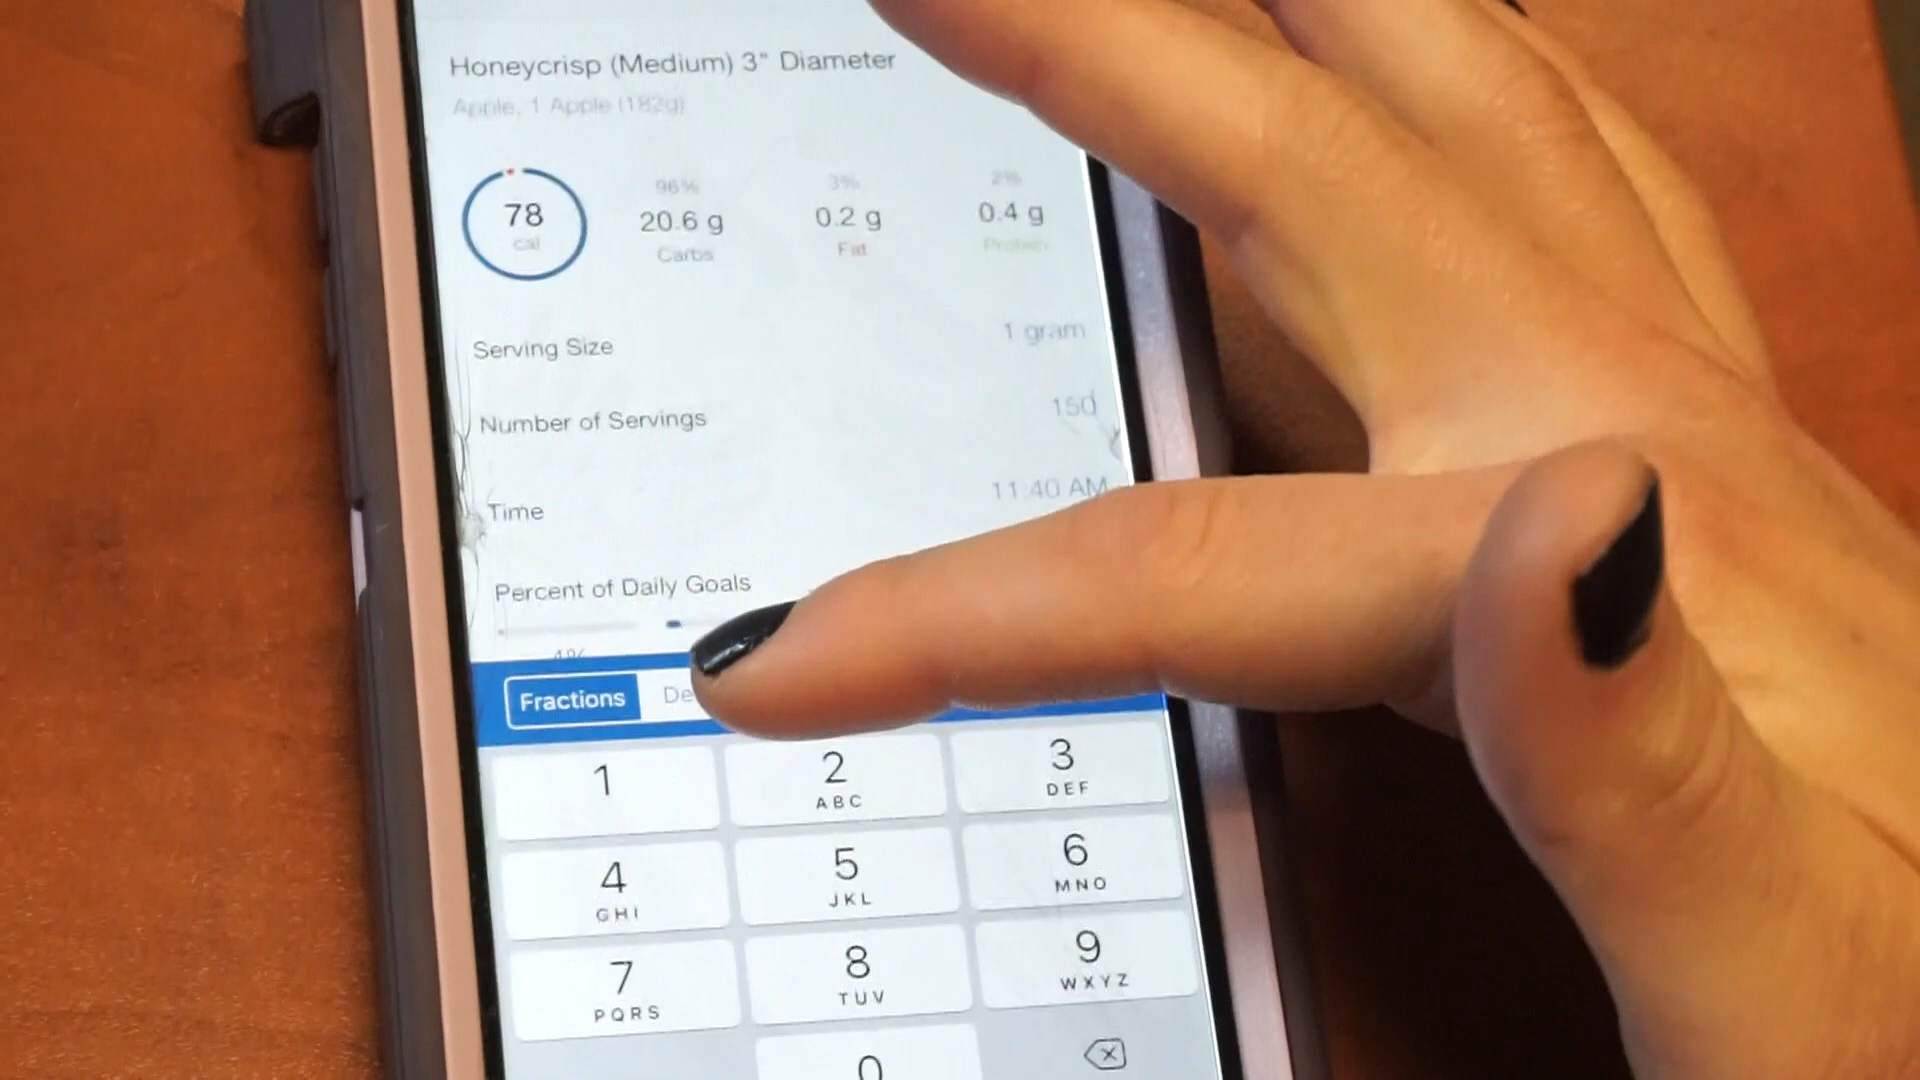 Honeycrisp (Medium) 3" Diameter
Apple, 1 Apple (182g)
78
cal
96%
20.6 g
Carbs
3%
0.2 g
Fat
2%
0.4 g
Protein
Serving Size
1 gram
Number of Servings
150
Time
11:40 AM
Percent of Daily Goals
4%
Fractions
De
1
2
ABC
3
DEF
4
GHI
5
JKL
6
MNO
7
PQRS
8
TUV
9
WXYZ
0